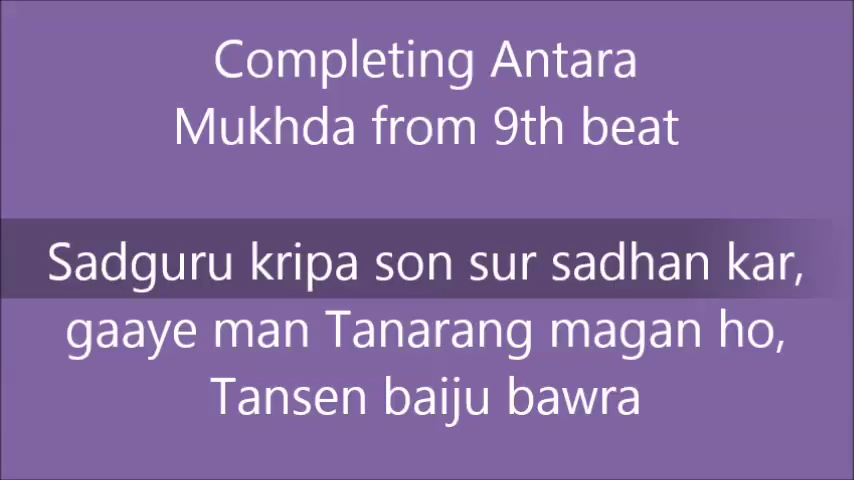 Completing Antara
Mukhda from 9th beat
Sadguru kripa son sur sadhan kar,
gaaye man Tanarang magan ho,
Tansen baiju bawra